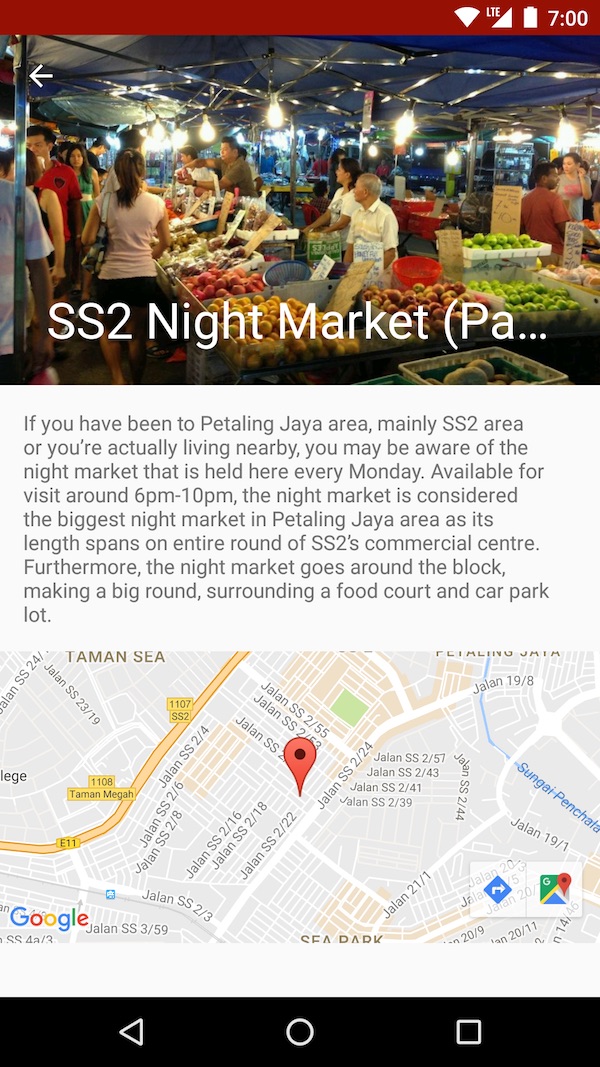 LTE 7:00
SS2 Night Market (Pa...
If you have been to Petaling Jaya area, mainly SS2 area
or you're actually living nearby, you may be aware of the
night market that is held here every Monday. Available for
visit around 6pm-10pm, the night market is considered
the biggest night market in Petaling Jaya area as its
length spans on entire round of SS2's commercial centre.
Furthermore, the night market goes around the block,
making a big round, surrounding a food court and car park
lot.
TAMAN SEA
PETALING JAYA
Jalan SS 24/
Jalan SS 23/19
Jalan 19/8
1107
SS2
Jalan SS 2/55
Jalan SS 2/53
Jalan SS 2/4
Jalan SS 2/24
Jalan SS 2/57
Jalan SS 2/43
Jalan SS 2/41
Jalan SS 2/39
Jalan SS 2/44
Sungai Penchala
lege
1108
Taman Megah
Jalan SS 2/6
Jalan SS 2/8
Jalan SS 2/16
Jalan SS 2/18
Jalan SS 2/22
Jalan 19/1
E11
Jalan 21/1
Jalan SS 2/3
Google
Jalan SS 3/59
SS 4a/3
SEA PARK
20/9
an 20/11
14/46